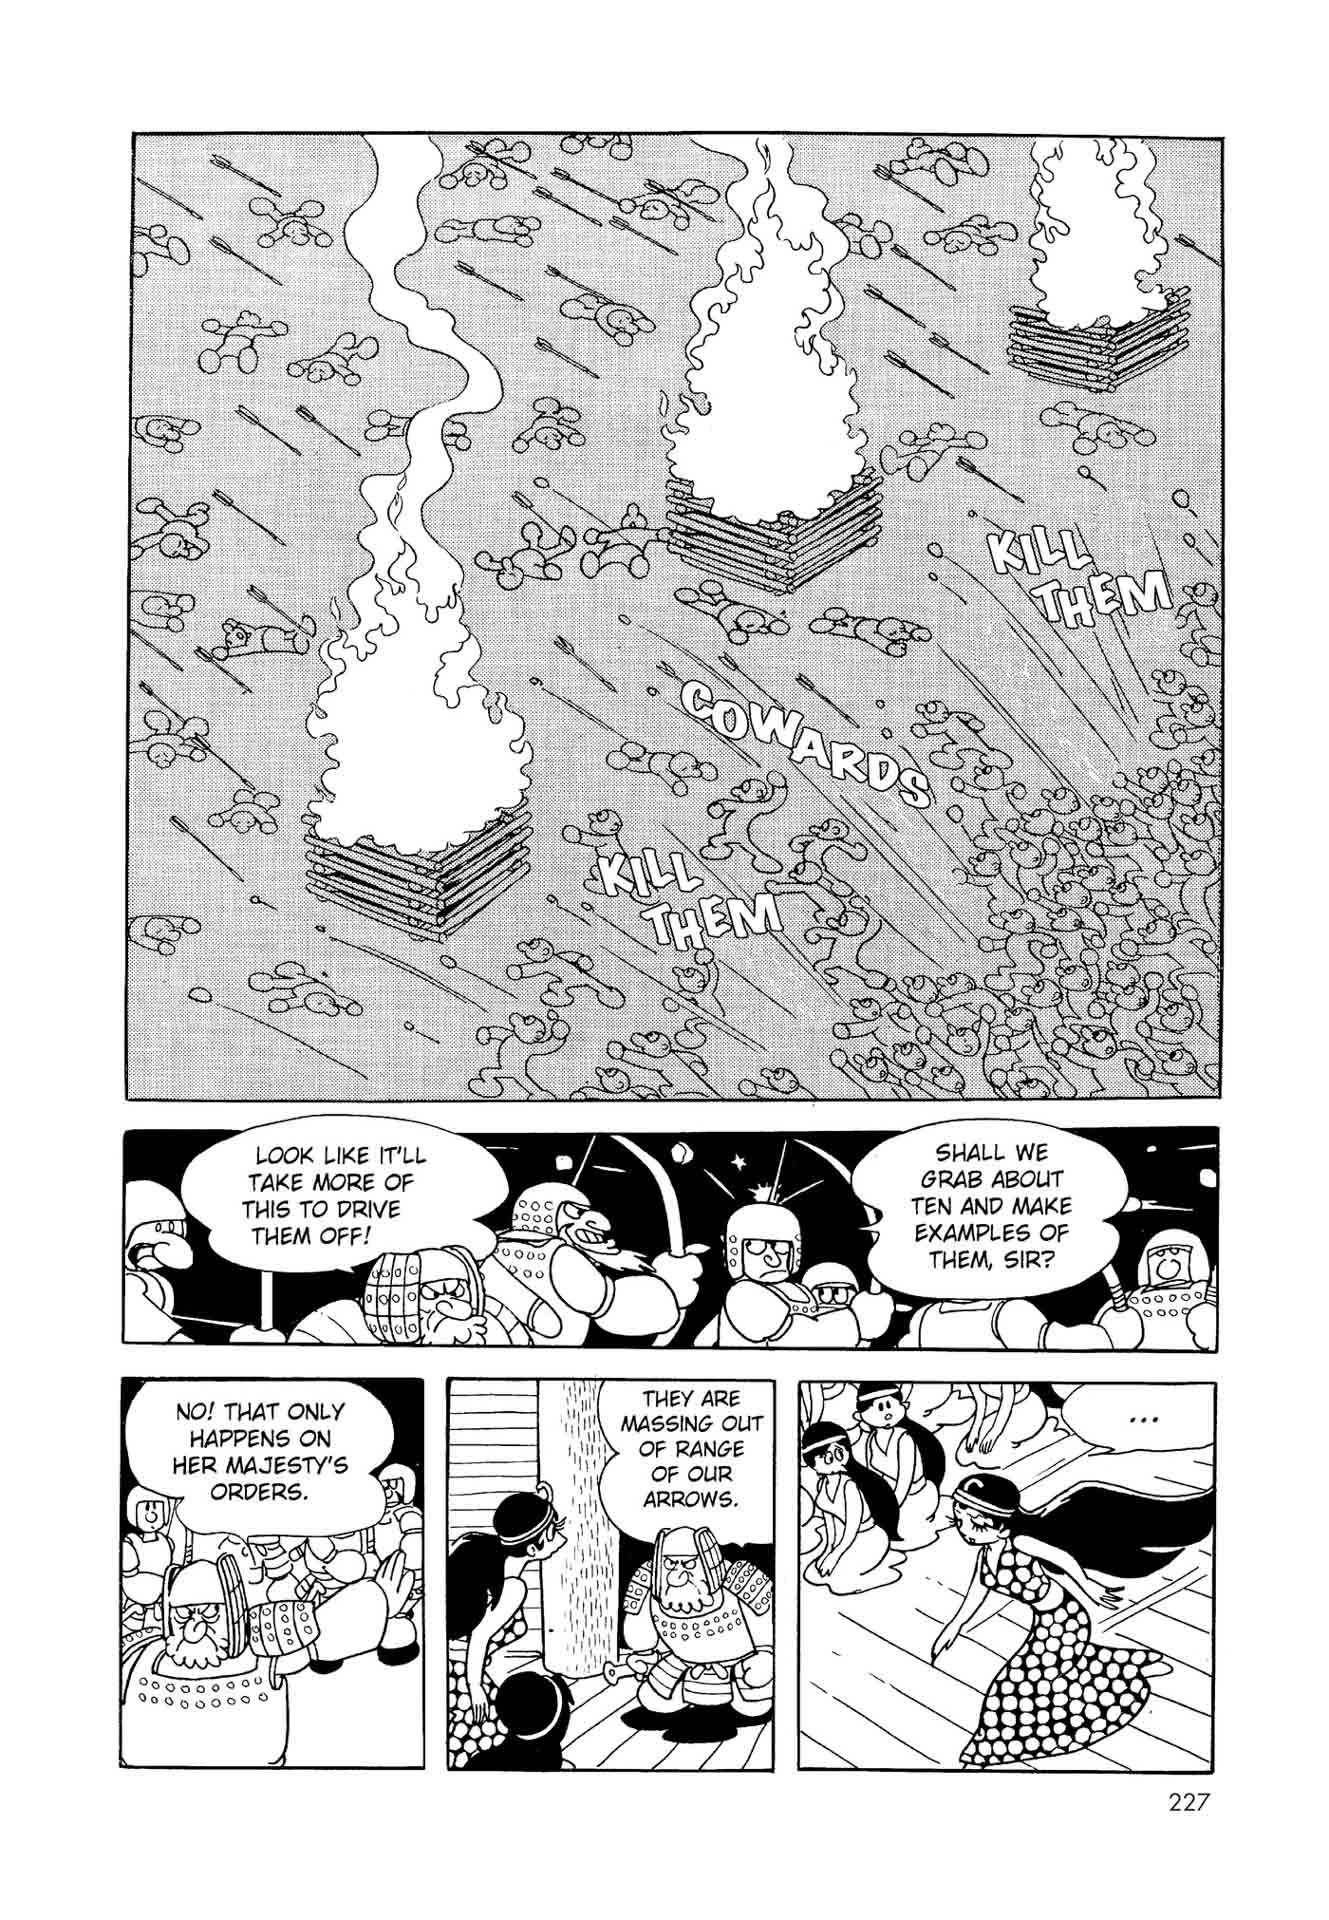 KILL
THEM
COWARDS
KILL
THEM
LOOK LIKE IT'LL
TAKE MORE OF
THIS TO DRIVE
THEM OFF!
SHALL WE
GRAB ABOUT
TEN AND MAKE
EXAMPLES OF
THEM, SIR?
NO! THAT ONLY
HAPPENS ON
HER MAJESTY'S
ORDERS.
THEY ARE
MASSING OUT
OF RANGE
OF OUR
ARROWS.
...
227